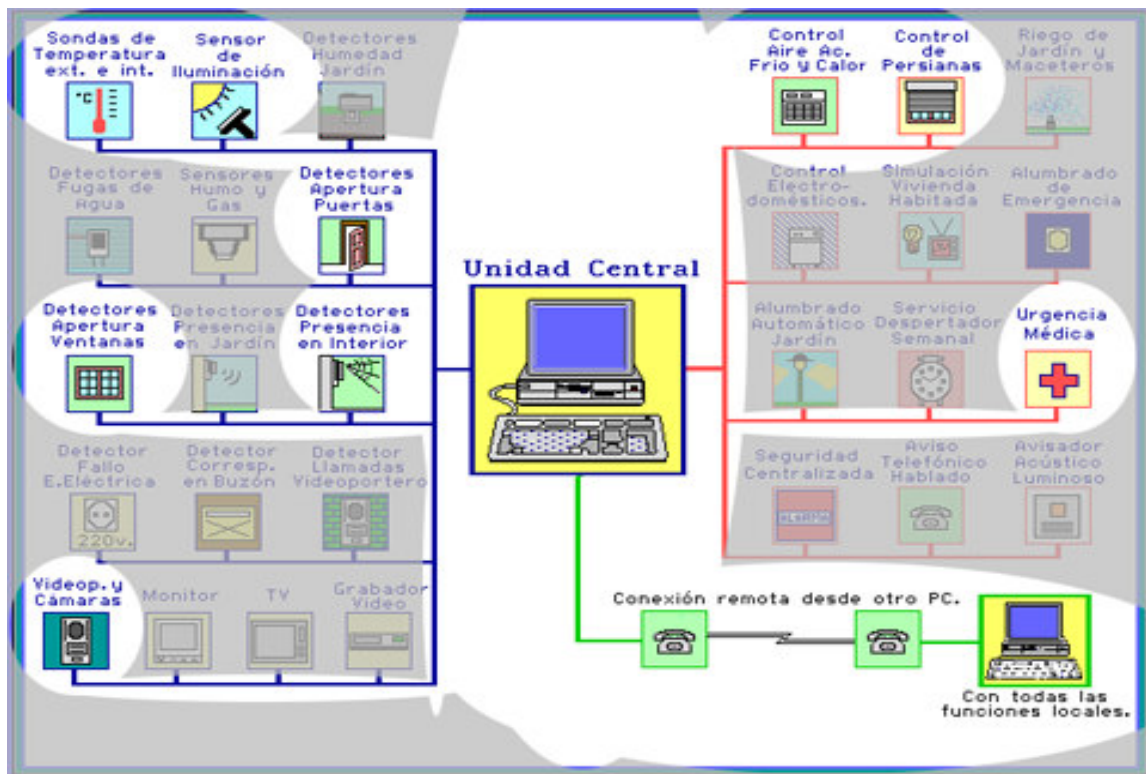 Sondas de
Temperatura
ext. e int.
Sensor
de
Iluminación
Detectores
Humedad
Jardín
°C
Detectores
Fugas de
Agua
Sensores
Humo y
Gas
Detectores
Apertura
Puertas
Detectores
Apertura
Ventanas
Detectores
Presencia
en Jardín
Detectores
Presencia
en Interior
Detector
Fallo
E.Eléctrica
220v.
Detector
Corresp.
en Buzón
Detector
Llamadas
Videoportero
Videop.y
Cámaras
Monitor
TV
Grabador
Video
Unidad Central
Control
Aire Ac.
Frio y Calor
Control
de
Persianas
Riego de
Jardín y
Maceteros
Control
Electro-
domésticos.
Simulación
Vivienda
Habitada
Alumbrado
de
Emergencia
Alumbrado
Automático
Jardín
Servicio
Despertador
Semanal
Urgencia
Médica
Seguridad
Centralizada
ALARMA
Aviso
Telefónico
Hablado
Avisador
Acústico
Luminoso
Conexión remota desde otro PC.
Con todas las
funciones locales.